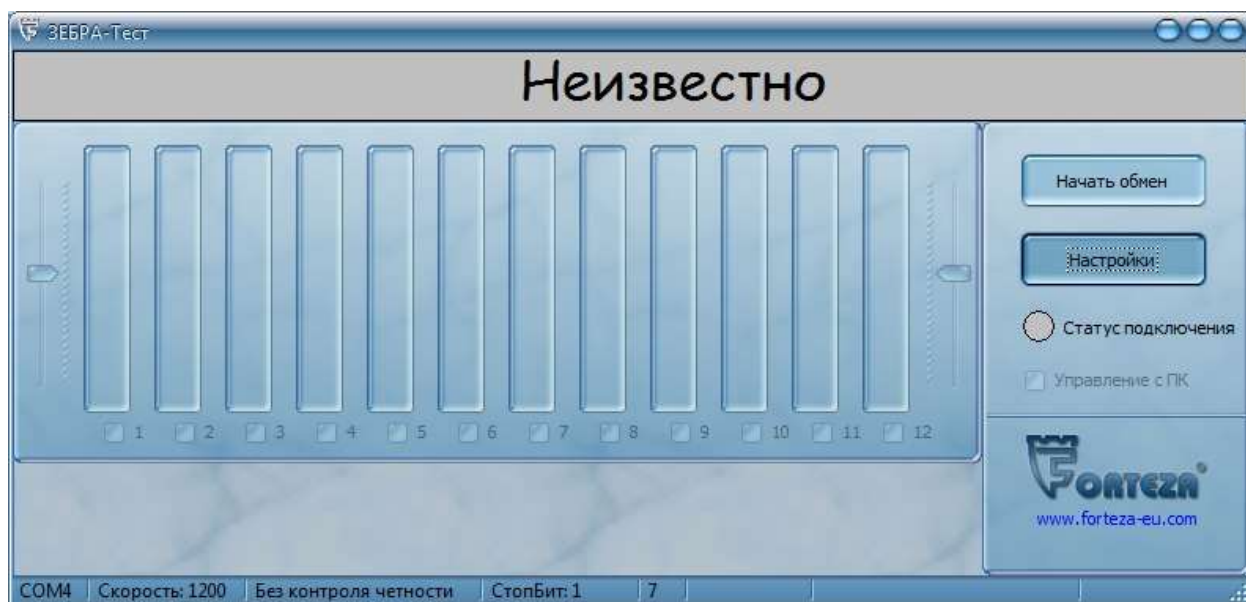 ЗЕБРА-Тест
Неизвестно
Начать обмен
Настройки
Статус подключения
Управление с ПК
1 2 3 4 5 6 7 8 9 10 11 12
FORTEZA®
www.forteza-eu.com
COM4 Скорость: 1200 Без контроля четности СтопБит: 1 7